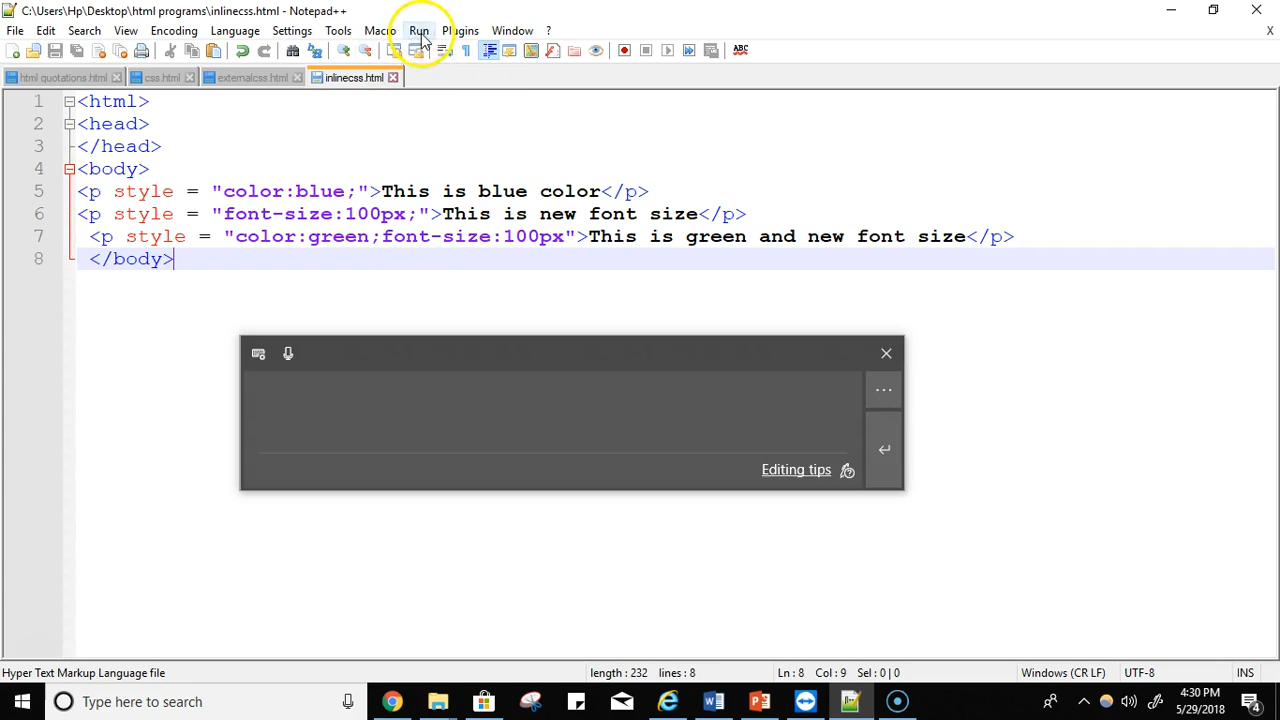 C:\Users\Hp\Desktop\html programs\inlinecss.html - Notepad++
File Edit Search View Encoding Language Settings Tools Macro Run Plugins Window ? X
ABC
html quotations.html css.html externalcss.html inlinecss.html
1 <html>
2 <head>
3 </head>
4 <body>
5 <p style = "color:blue;">This is blue color</p>
6 <p style = "font-size:100px;">This is new font size</p>
7 <p style = "color:green;font-size:100px">This is green and new font size</p>
8 </body>
Editing tips
Hyper Text Markup Language file length : 232 lines : 8 Ln : 8 Col : 9 Sel : 0 | 0 Windows (CR LF) UTF-8 INS
Type here to search
4:30 PM
5/29/2018
4